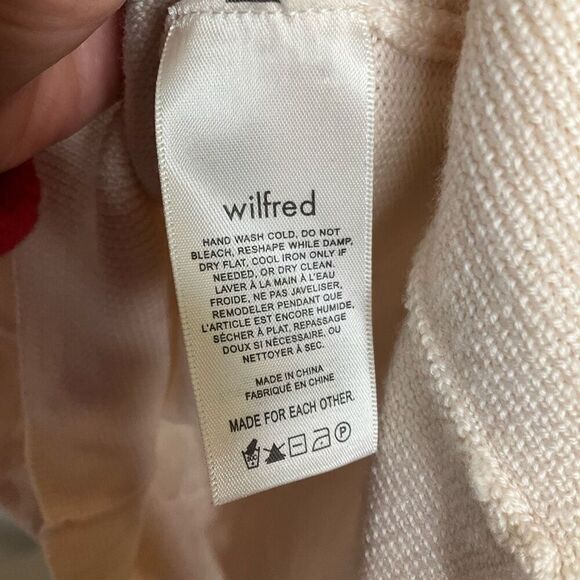 wilfred
HAND WASH COLD, DO NOT
BLEACH, RESHAPE WHILE DAMP,
DRY FLAT, COOL IRON ONLY IF
NEEDED, OR DRY CLEAN.
LAVER À LA MAIN À L'EAU
FROIDE, NE PAS JAVELISER,
REMODELER PENDANT QUE
L'ARTICLE EST ENCORE HUMIDE,
SÉCHER À PLAT, REPASSAGE
DOUX SI NÉCESSAIRE, OU
NETTOYER À SEC.
MADE IN CHINA
FABRIQUÉ EN CHINE
MADE FOR EACH OTHER.
P